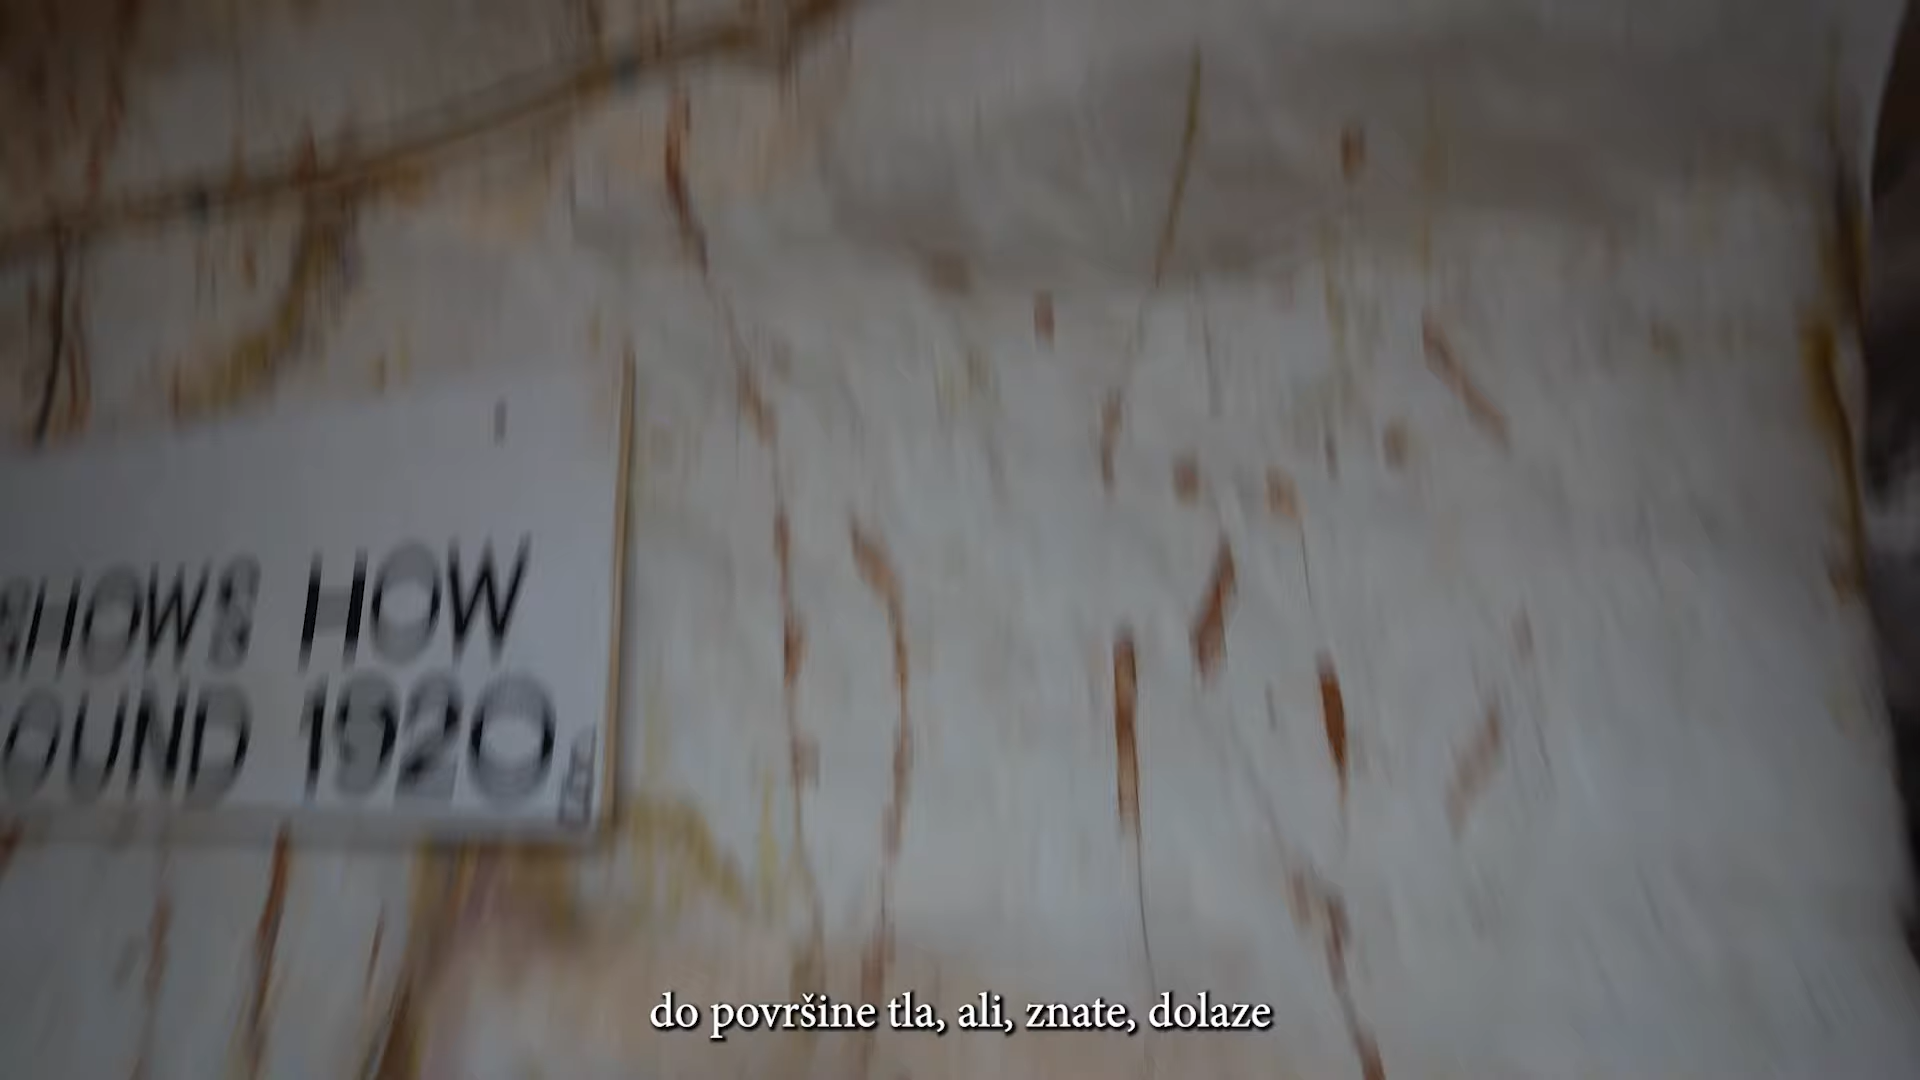 SHOWS HOW
OUND 1920
do površine tla, ali, znate, dolaze